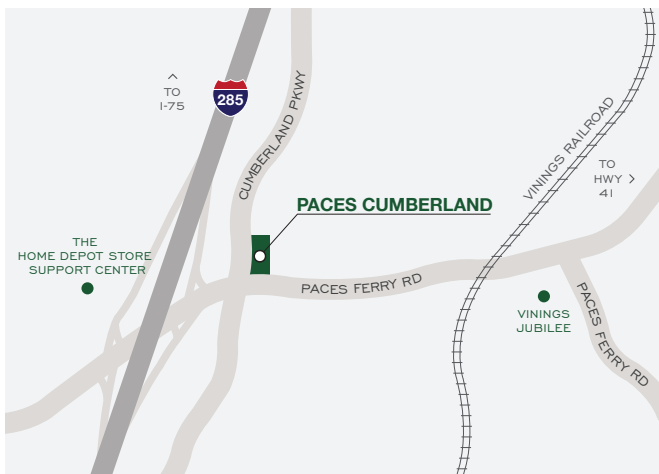 TO
I-75
285
CUMBERLAND PKWY
VININGS RAILROAD
TO
HWY
41
PACES CUMBERLAND
THE
HOME DEPOT STORE
SUPPORT CENTER
PACES FERRY RD
VININGS
JUBILEE
PACES FERRY RD